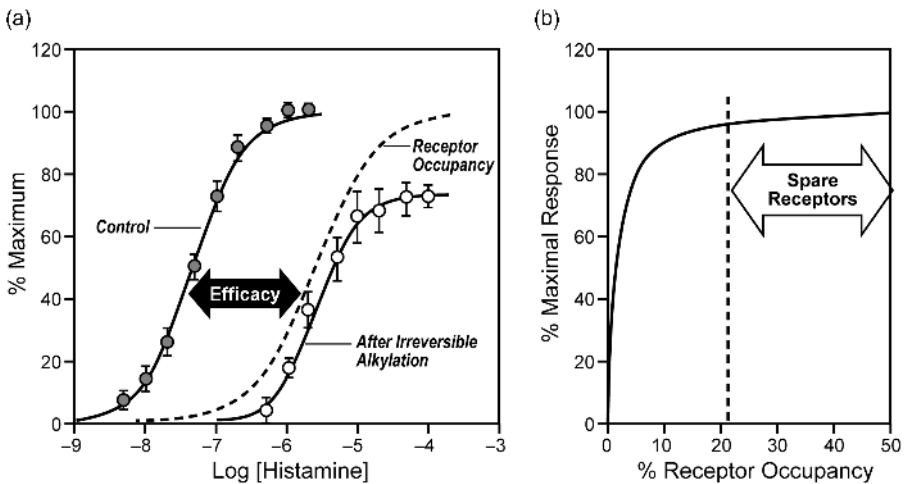 (a)
120
100
80
60
40
20
0
% Maximum
Receptor
Occupancy
Control
Efficacy
After Irreversible
Alkylation
–9
–8
–7
–6
–5
–4
–3
Log [Histamine]
(b)
120
100
80
60
40
20
0
% Maximal Response
Spare
Receptors
0
10
20
30
40
50
% Receptor Occupancy